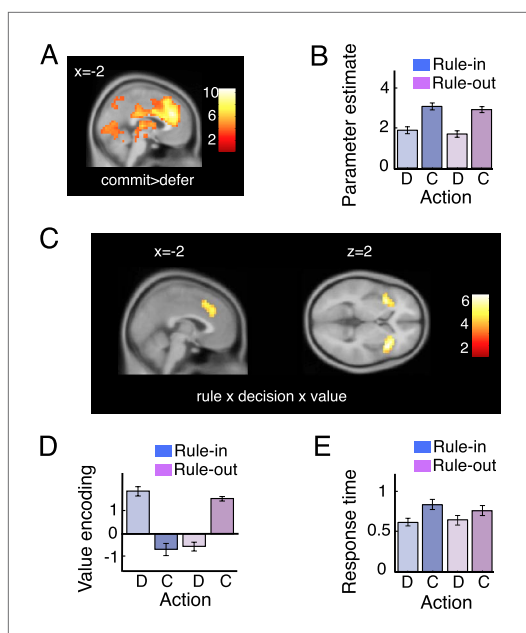 A
x=-2
10
8
6
4
2
commit>defer
B
Rule-in
Rule-out
Parameter estimate
4
2
0
D C D C
Action
C
x=-2
z=2
6
4
2
rule x decision x value
D
Rule-in
Rule-out
Value encoding
1
0
-1
D C D C
Action
E
Rule-in
Rule-out
Response time
1
0.5
0
D C D C
Action